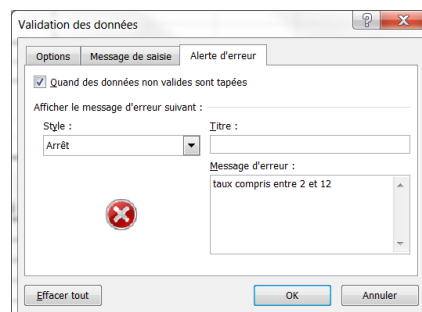 Validation des données
Options Message de saisie Alerte d'erreur
Quand des données non valides sont tapées
Afficher le message d'erreur suivant :
Style : Titre :
Arrêt
Message d'erreur :
taux compris entre 2 et 12
Effacer tout OK Annuler